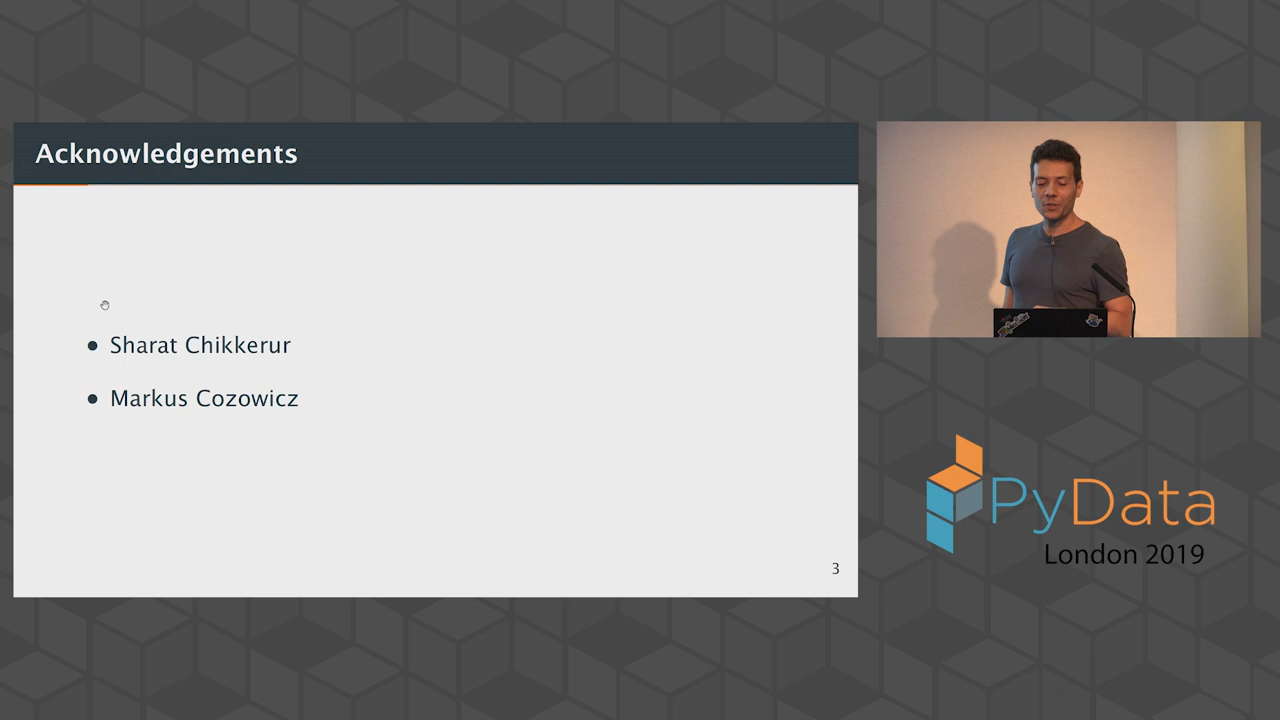 Acknowledgements
• Sharat Chikkerur
• Markus Cozowicz
3
PyData
London 2019